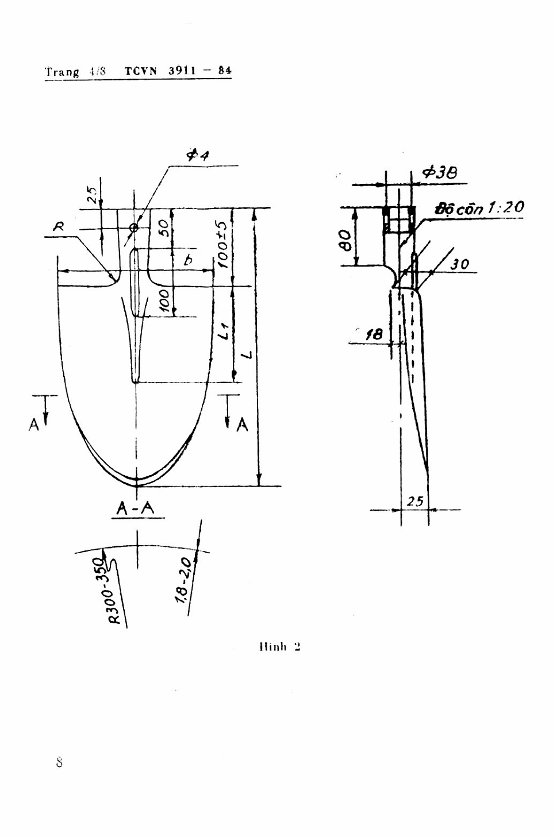 Trang 4/8 TCVN 3911 — 84
Φ4
25
R
50
100±5
b
100
L1
L
A
A
A-A
R300-350
1,8-2,0
Φ38
Độ côn 1:20
80
30
18
25
Hình 2
8